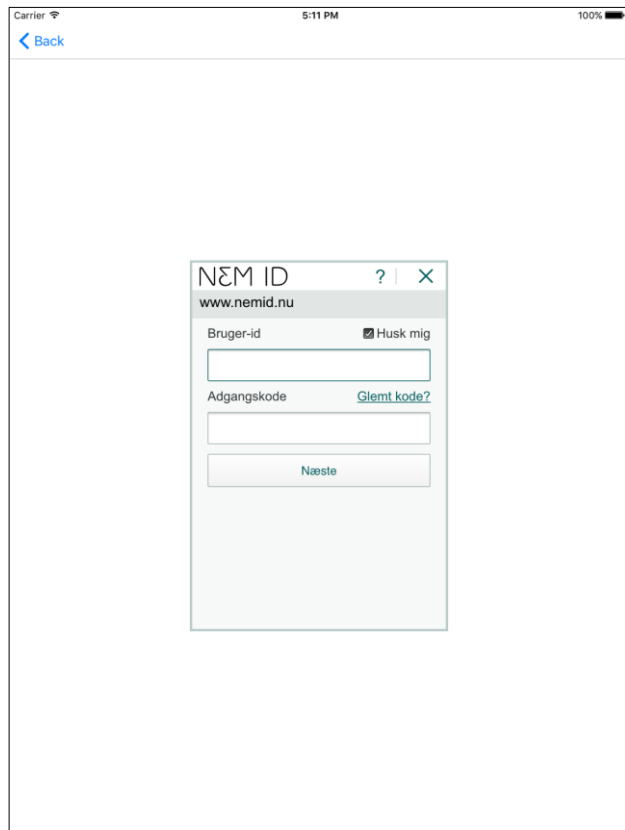 Carrier 5:11 PM 100%
Back
NEM ID ?
www.nemid.nu
Bruger-id Husk mig
Adgangskode Glemt kode?
Næste